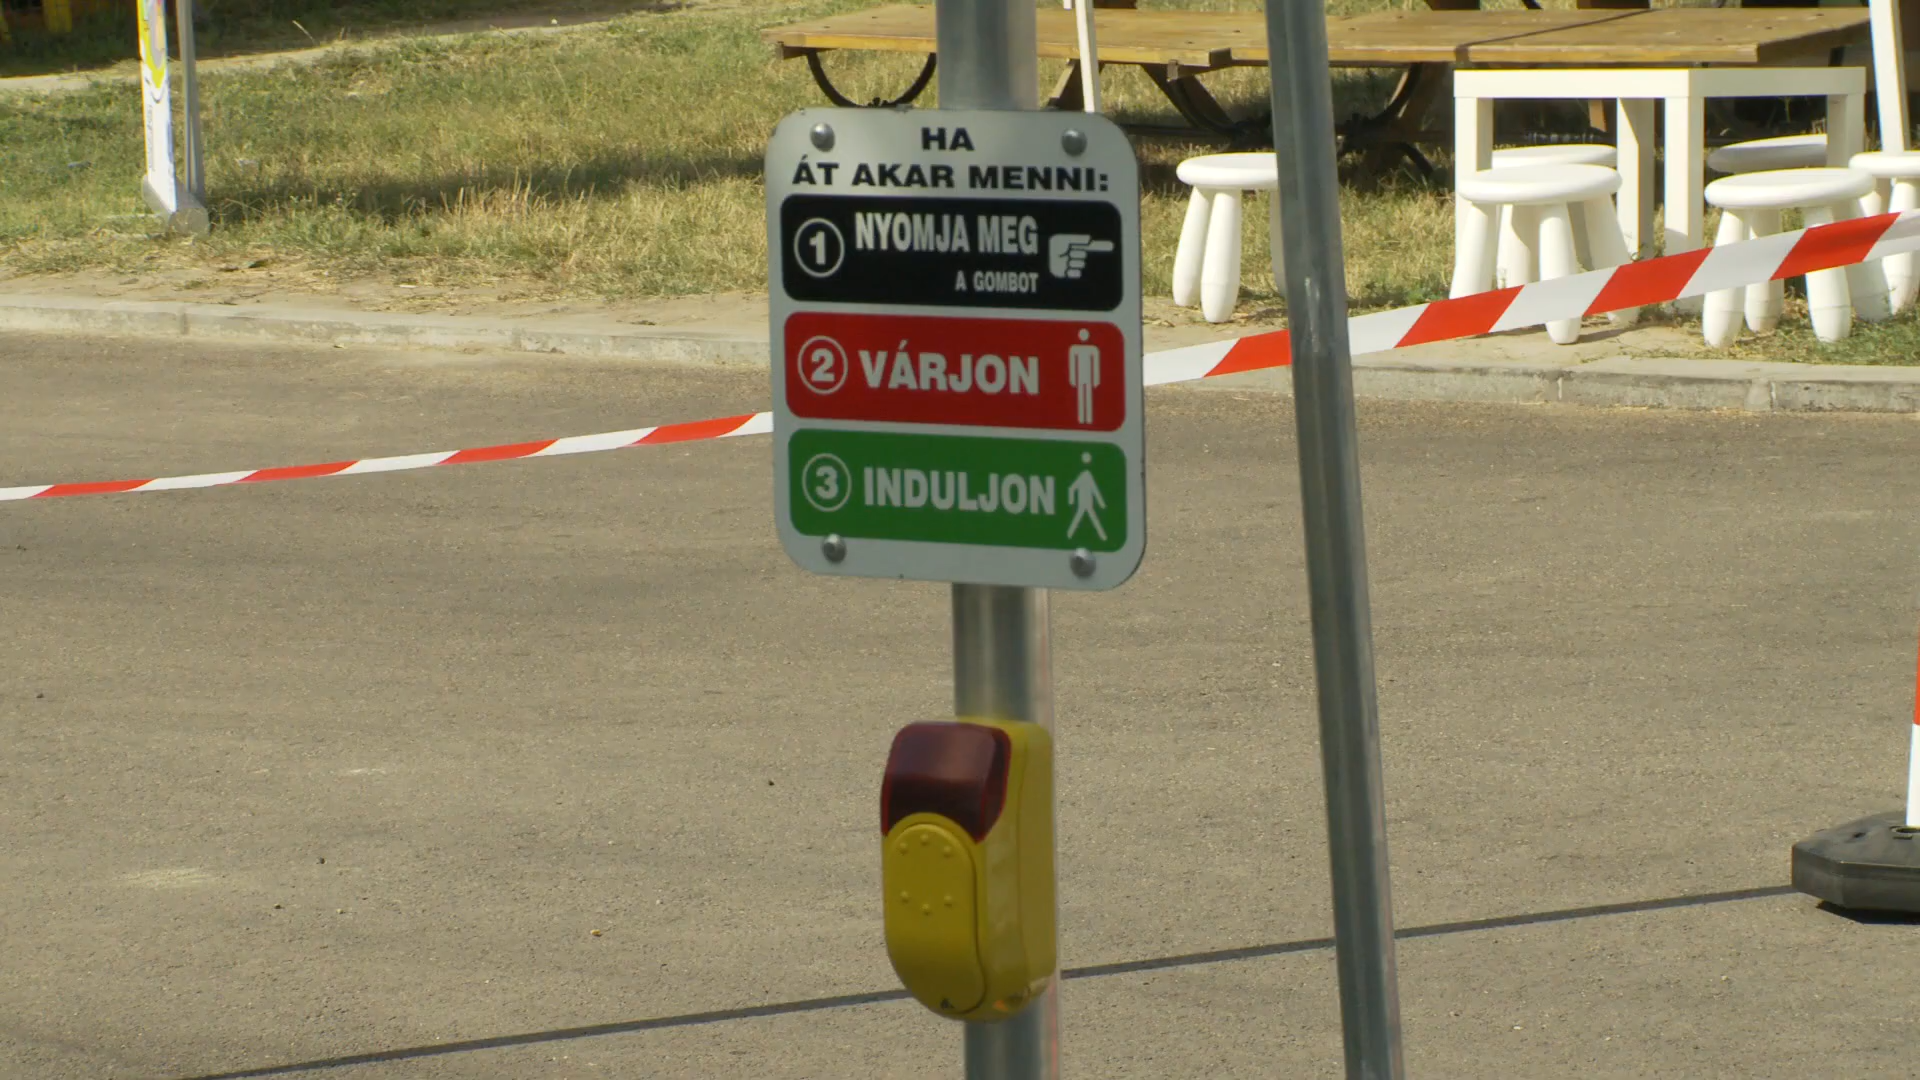 HA
ÁT AKAR MENNI:
1 NYOMJA MEG
A GOMBOT
2 VÁRJON
3 INDULJON